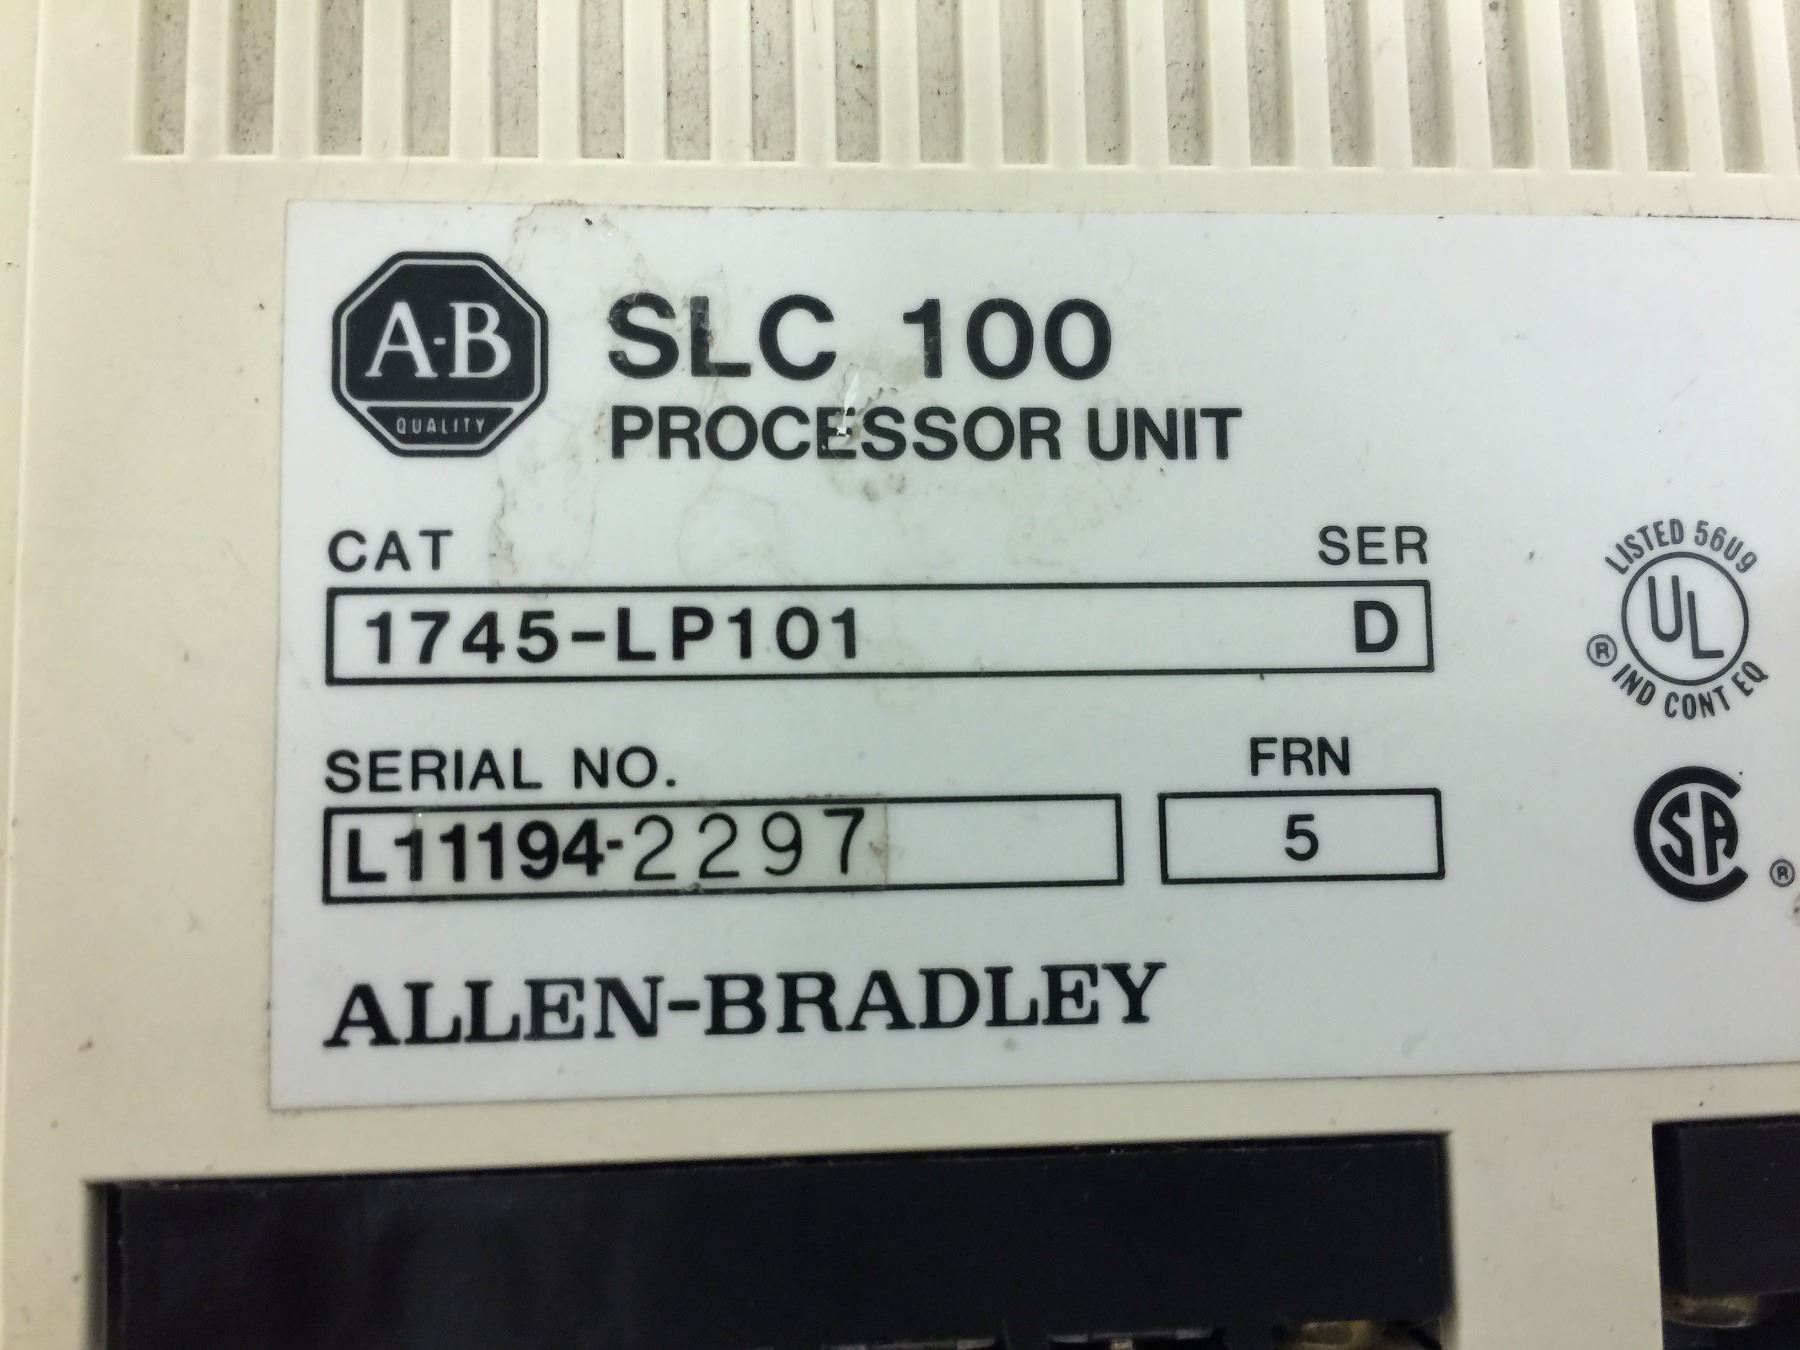 A-B
QUALITY
SLC 100
PROCESSOR UNIT
CAT SER
1745-LP101 D
LISTED 56U9
UL
® IND CONT EQ
SERIAL NO. FRN
L11194-2297 5
SA ®
ALLEN-BRADLEY